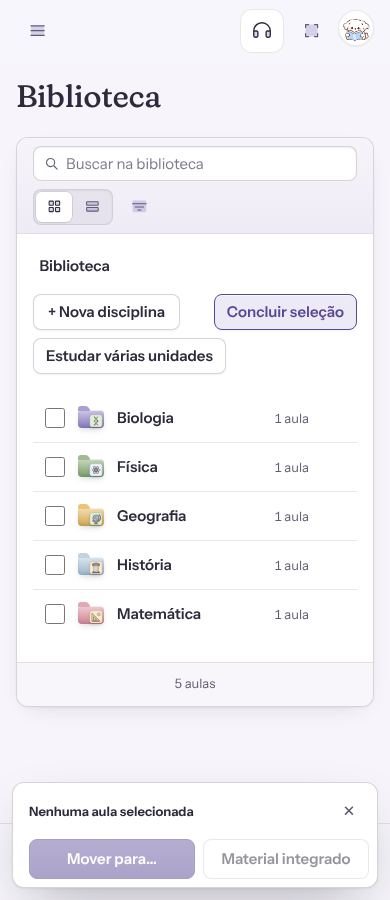 Biblioteca
Buscar na biblioteca
Biblioteca
+ Nova disciplina
Concluir seleção
Estudar várias unidades
Biologia 1 aula
Física 1 aula
Geografia 1 aula
História 1 aula
Matemática 1 aula
5 aulas
Nenhuma aula selecionada
Mover para...
Material integrado